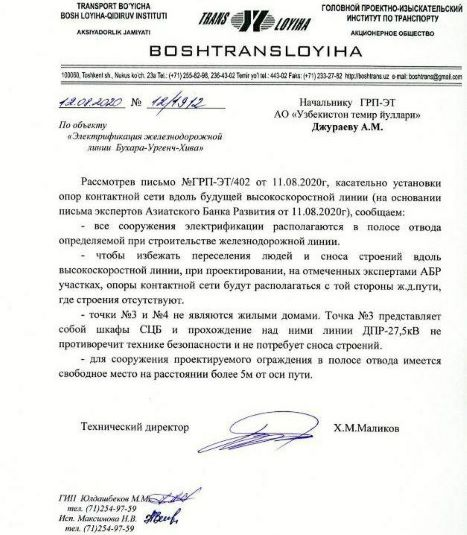 TRANSPORT BO'YICHA
BOSH LOYIHA-QIDIRUV INSTITUTI
AKSIYADORLIK JAMIYATI
TRANS LOYIHA
ГОЛОВНОЙ ПРОЕКТНО-ИЗЫСКАТЕЛЬСКИЙ
ИНСТИТУТ ПО ТРАНСПОРТУ
АКЦИОНЕРНОЕ ОБЩЕСТВО
BOSHTRANSLOYIHA
100060, Toshkent sh., Nukus ko'ch. 23a Tel.: (+71) 255-62-98, 236-43-02 Temir yo'l tel.: 443-02 Faks: (+71) 233-27-82 http://boshtrans.uz e-mail: boshtrans@gmail.com
12.08.2020 № 12/1912
По объекту
«Электрификация железнодорожной
линии Бухара-Ургенч-Хива»
Начальнику ГРП-ЭТ
АО «Узбекистон темир йуллари»
Джураеву А.М.
Рассмотрев письмо №ГРП-ЭТ/402 от 11.08.2020г, касательно установки
опор контактной сети вдоль будущей высокоскоростной линии (на основании
письма экспертов Азиатского Банка Развития от 11.08.2020г), сообщаем:
- все сооружения электрификации располагаются в полосе отвода
определяемой при строительстве железнодорожной линии.
- чтобы избежать переселения людей и сноса строений вдоль
высокоскоростной линии, при проектировании, на отмеченных экспертами АБР
участках, опоры контактной сети будут располагаться с той стороны ж.д.пути,
где строения отсутствуют.
- точки №3 и №4 не являются жилыми домами. Точка №3 представляет
собой шкафы СЦБ и прохождение над ними линии ДПР-27,5кВ не
противоречит технике безопасности и не потребует сноса строений.
- для сооружения проектируемого ограждения в полосе отвода имеется
свободное место на расстоянии более 5м от оси пути.
Технический директор
Х.М.Маликов
ГИП Юлдашбеков М.М.
тел. (71)254-97-59
Исп. Максимова Н.В.
тел. (71)254-97-59